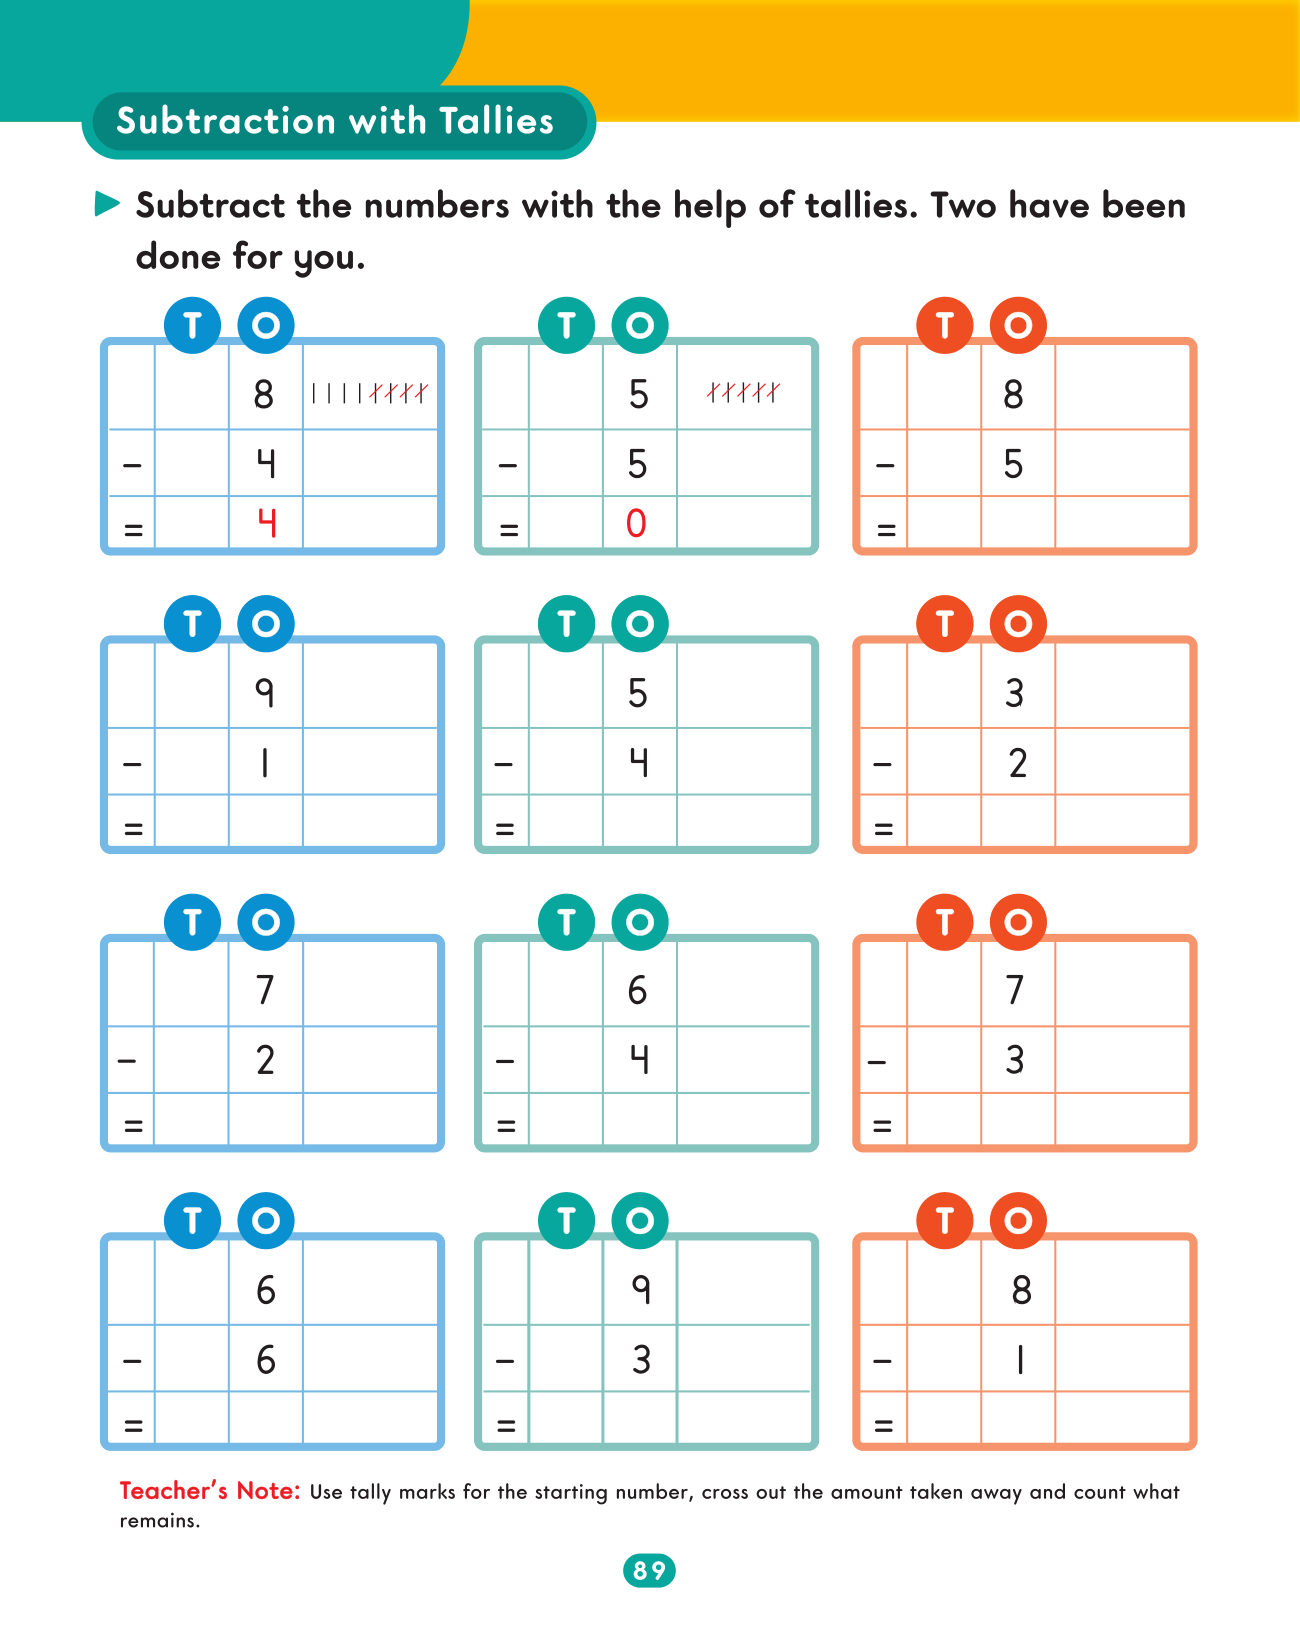 Subtraction with Tallies
Subtract the numbers with the help of tallies. Two have been
done for you.
T O T O T O
8 5 8
− 4 − 5 − 5
= 4 = 0 =
T O T O T O
9 5 3
− 1 − 4 − 2
= = =
T O T O T O
7 6 7
− 2 − 4 − 3
= = =
T O T O T O
6 9 8
− 6 − 3 − 1
= = =
Teacher's Note: Use tally marks for the starting number, cross out the amount taken away and count what
remains.
89